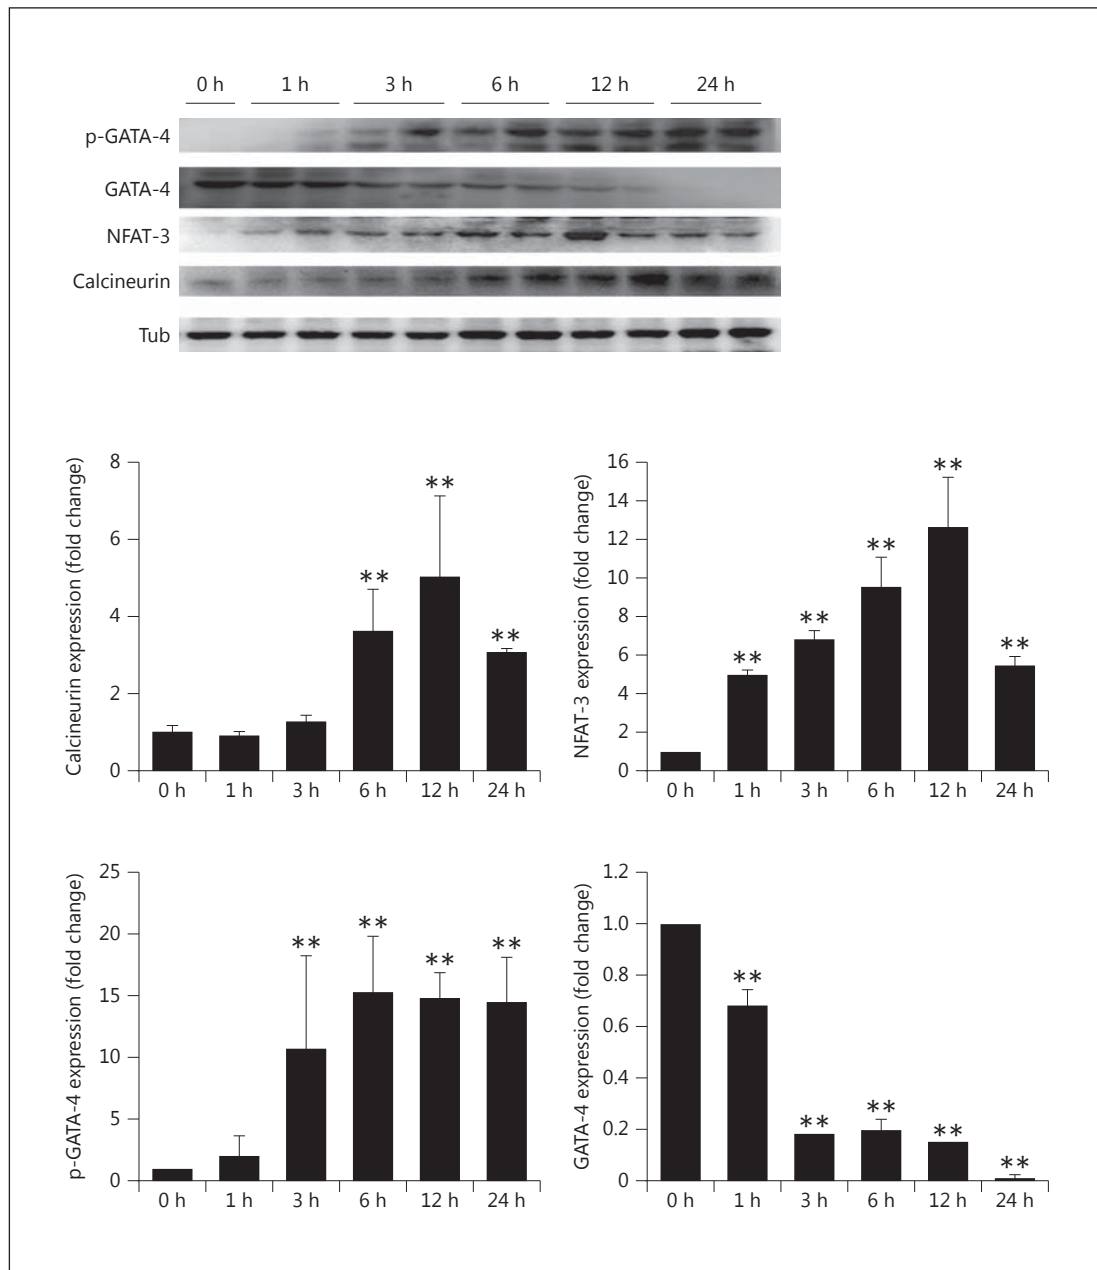 0 h 1 h 3 h 6 h 12 h 24 h
p-GATA-4
GATA-4
NFAT-3
Calcineurin
Tub
Calcineurin expression (fold change)
8
6
4
2
0
** ** **
0 h 1 h 3 h 6 h 12 h 24 h
NFAT-3 expression (fold change)
16
14
12
10
8
6
4
2
0
** ** ** ** **
0 h 1 h 3 h 6 h 12 h 24 h
p-GATA-4 expression (fold change)
25
20
15
10
5
0
** ** ** **
0 h 1 h 3 h 6 h 12 h 24 h
GATA-4 expression (fold change)
1.2
1.0
0.8
0.6
0.4
0.2
0
** ** ** ** **
0 h 1 h 3 h 6 h 12 h 24 h